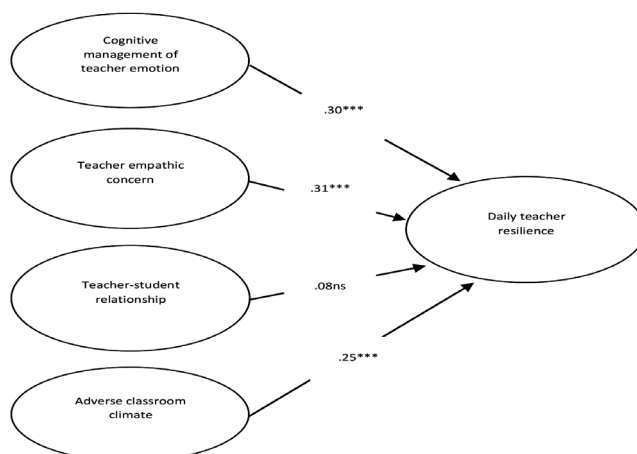 Cognitive
management of
teacher emotion
.30***
Teacher empathic
concern
.31***
Daily teacher
resilience
Teacher-student
relationship
.08ns
.25***
Adverse classroom
climate